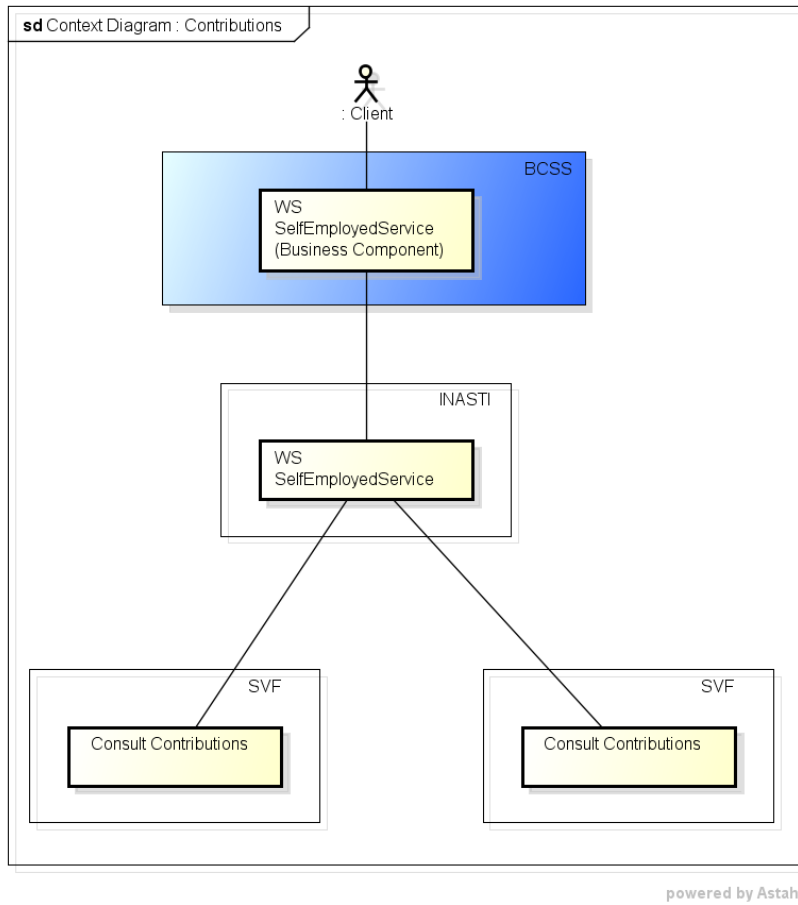 sd Context Diagram : Contributions
: Client
BCSS
WS
SelfEmployedService
(Business Component)
INASTI
WS
SelfEmployedService
SVF
SVF
Consult Contributions
Consult Contributions
powered by Astah